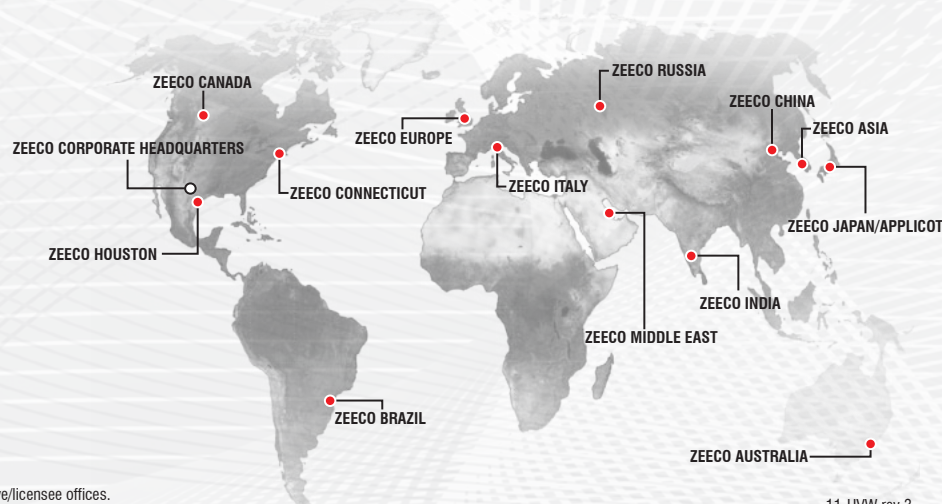 ZEECO RUSSIA
ZEECO CANADA
ZEECO CHINA
ZEECO ASIA
ZEECO EUROPE
ZEECO CORPORATE HEADQUARTERS
ZEECO ITALY
ZEECO CONNECTICUT
ZEECO JAPAN/APPLICOT
ZEECO HOUSTON
ZEECO INDIA
ZEECO MIDDLE EAST
ZEECO BRAZIL
ZEECO AUSTRALIA
/licensee offices.